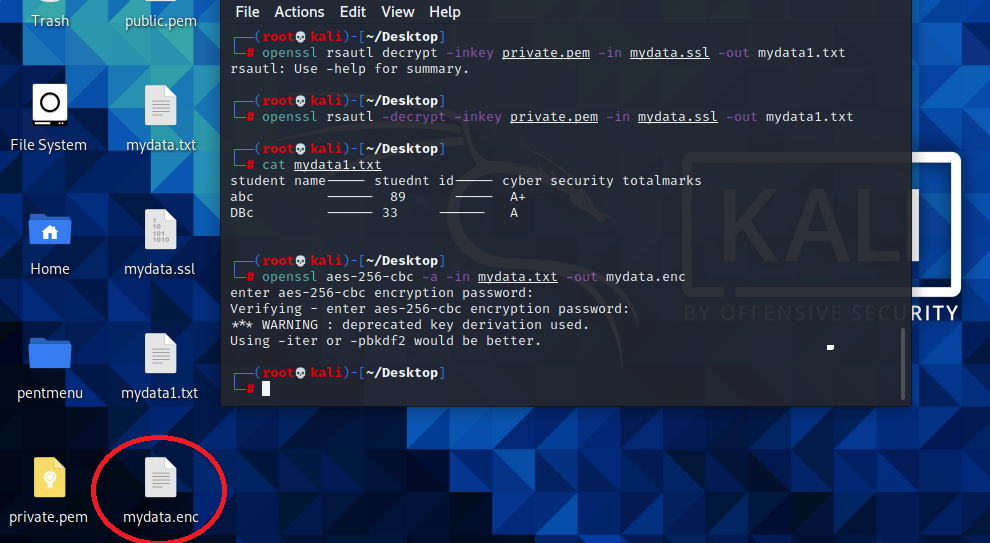 File Actions Edit View Help
┌──(root💀kali)-[~/Desktop]
└─# openssl rsautl decrypt -inkey private.pem -in mydata.ssl -out mydata1.txt
rsautl: Use -help for summary.
┌──(root💀kali)-[~/Desktop]
└─# openssl rsautl -decrypt -inkey private.pem -in mydata.ssl -out mydata1.txt
┌──(root💀kali)-[~/Desktop]
└─# cat mydata1.txt
student name----- stuednt id----- cyber security totalmarks
abc ------ 89 ----- A+
DBc ------ 33 ------ A
┌──(root💀kali)-[~/Desktop]
└─# openssl aes-256-cbc -a -in mydata.txt -out mydata.enc
enter aes-256-cbc encryption password:
Verifying - enter aes-256-cbc encryption password:
*** WARNING : deprecated key derivation used.
Using -iter or -pbkdf2 would be better.
┌──(root💀kali)-[~/Desktop]
└─#
Trash
public.pem
File System
mydata.txt
1
10
101
1010
Home
mydata.ssl
pentmenu
mydata1.txt
private.pem
mydata.enc
KALI
BY OFFENSIVE SECURITY